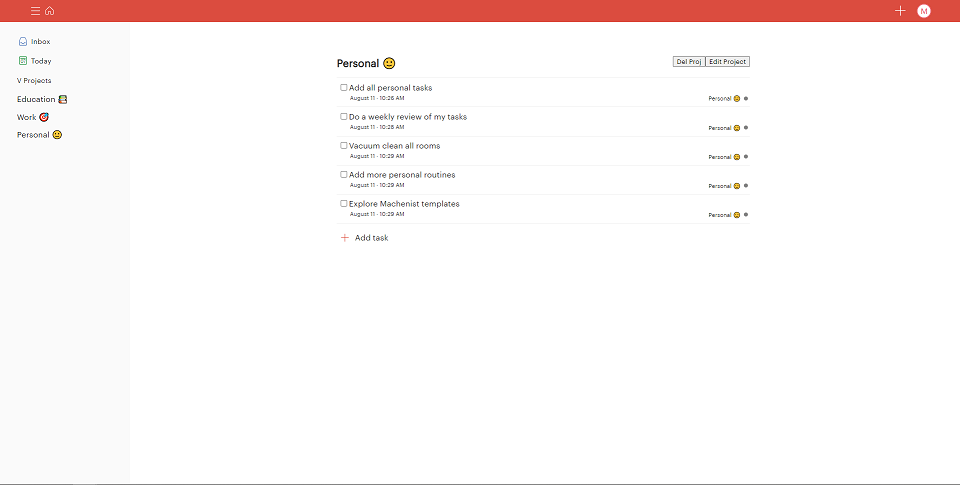 M
Inbox
Today
V Projects
Education 📚
Work 🎯
Personal 🙂
Personal 🙂
Del Proj Edit Project
Add all personal tasks
August 11 - 10:26 AM
Personal 🙂
Do a weekly review of my tasks
August 11 - 10:26 AM
Personal 🙂
Vacuum clean all rooms
August 11 - 10:29 AM
Personal 🙂
Add more personal routines
August 11 - 10:29 AM
Personal 🙂
Explore Machenist templates
August 11 - 10:29 AM
Personal 🙂
Add task